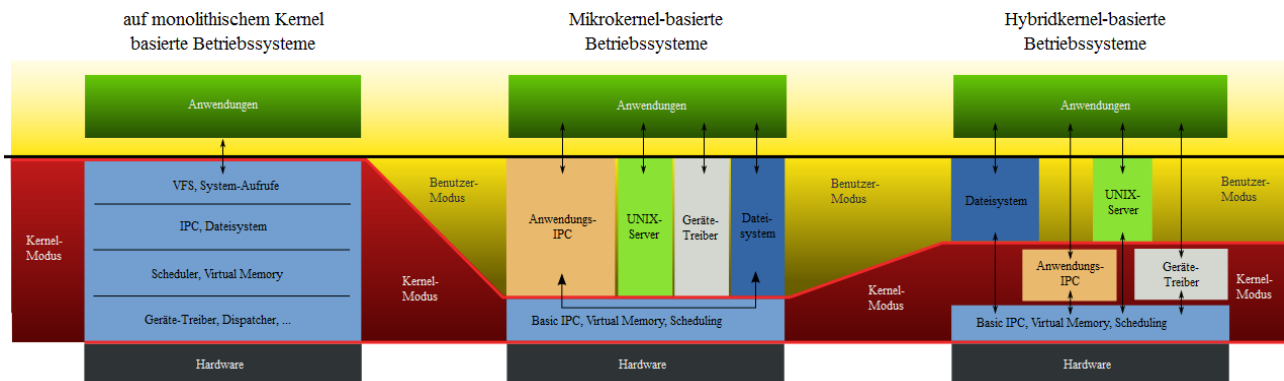 auf monolithischem Kernel
basierte Betriebssysteme
Mikrokernel-basierte
Betriebssysteme
Hybridkernel-basierte
Betriebssysteme
Anwendungen
Anwendungen
Anwendungen
Kernel-
Modus
VFS, System-Aufrufe
IPC, Dateisystem
Scheduler, Virtual Memory
Geräte-Treiber, Dispatcher, ...
Hardware
Kernel-
Modus
Benutzer-
Modus
Anwendungs-
IPC
UNIX-
Server
Geräte-
Treiber
Datei-
system
Basic IPC, Virtual Memory, Scheduling
Hardware
Benutzer-
Modus
Kernel-
Modus
Dateisystem
UNIX-
Server
Anwendungs-
IPC
Geräte-
Treiber
Basic IPC, Virtual Memory, Scheduling
Hardware
Benutzer-
Modus
Kernel-
Modus